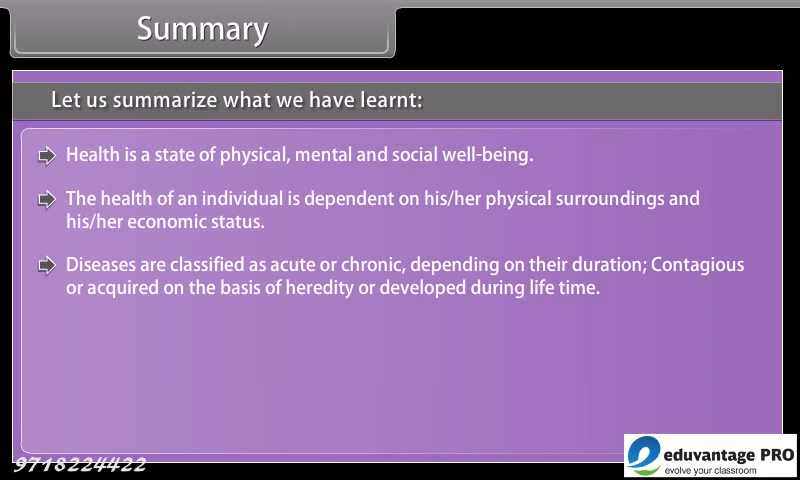 Summary
Let us summarize what we have learnt:
Health is a state of physical, mental and social well-being.
The health of an individual is dependent on his/her physical surroundings and
his/her economic status.
Diseases are classified as acute or chronic, depending on their duration; Contagious
or acquired on the basis of heredity or developed during life time.
9718224422
eduvantage PRO
evolve your classroom